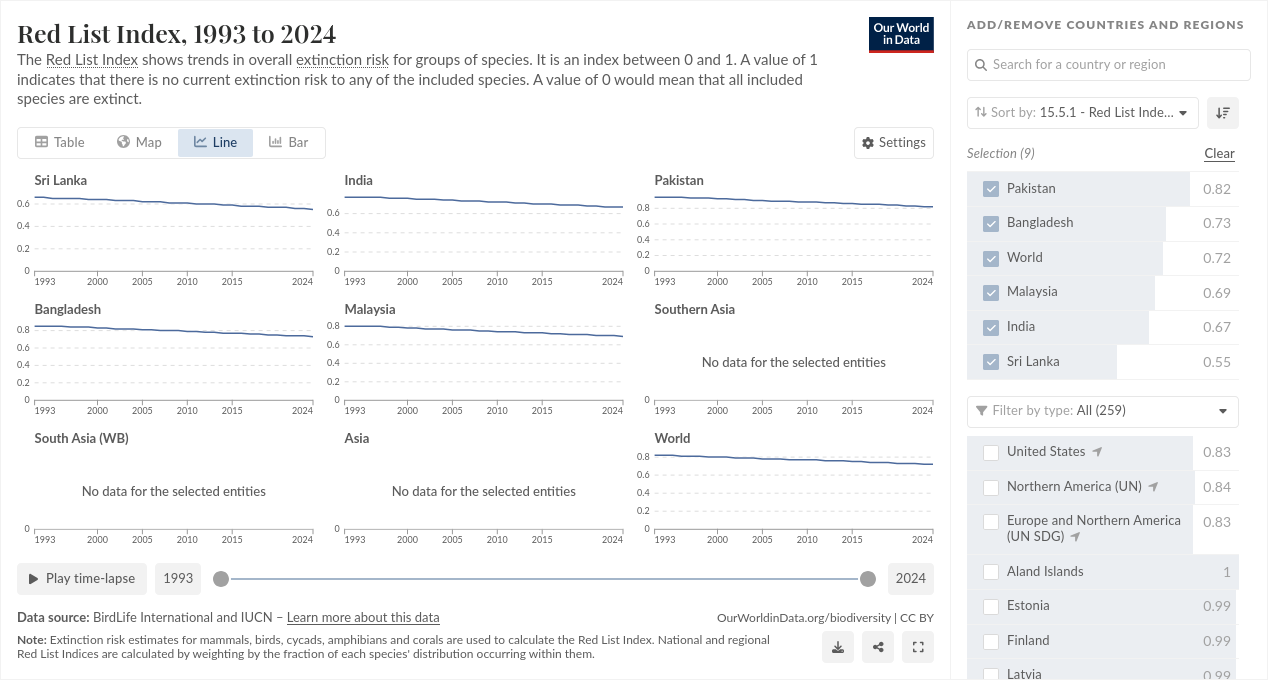 Red List Index, 1993 to 2024
The Red List Index shows trends in overall extinction risk for groups of species. It is an index between 0 and 1. A value of 1
indicates that there is no current extinction risk to any of the included species. A value of 0 would mean that all included
species are extinct.
Our World
in Data
Table
Map
Line
Bar
Settings
Sri Lanka
0.6
0.4
0.2
0
1993 2000 2005 2010 2015 2024
India
0.6
0.4
0.2
0
1993 2000 2005 2010 2015 2024
Pakistan
0.8
0.6
0.4
0.2
0
1993 2000 2005 2010 2015 2024
Bangladesh
0.8
0.6
0.4
0.2
0
1993 2000 2005 2010 2015 2024
Malaysia
0.8
0.6
0.4
0.2
0
1993 2000 2005 2010 2015 2024
Southern Asia
No data for the selected entities
0
1993 2000 2005 2010 2015 2024
South Asia (WB)
No data for the selected entities
0
1993 2000 2005 2010 2015 2024
Asia
No data for the selected entities
0
1993 2000 2005 2010 2015 2024
World
0.8
0.6
0.4
0.2
0
1993 2000 2005 2010 2015 2024
Play time-lapse
1993
2024
Data source: BirdLife International and IUCN – Learn more about this data
OurWorldinData.org/biodiversity | CC BY
Note: Extinction risk estimates for mammals, birds, cycads, amphibians and corals are used to calculate the Red List Index. National and regional
Red List Indices are calculated by weighting by the fraction of each species' distribution occurring within them.
ADD/REMOVE COUNTRIES AND REGIONS
Search for a country or region
Sort by: 15.5.1 - Red List Inde...
Selection (9)
Clear
Pakistan 0.82
Bangladesh 0.73
World 0.72
Malaysia 0.69
India 0.67
Sri Lanka 0.55
Filter by type: All (259)
United States 0.83
Northern America (UN) 0.84
Europe and Northern America 0.83
(UN SDG)
Aland Islands 1
Estonia 0.99
Finland 0.99
Latvia 0.99